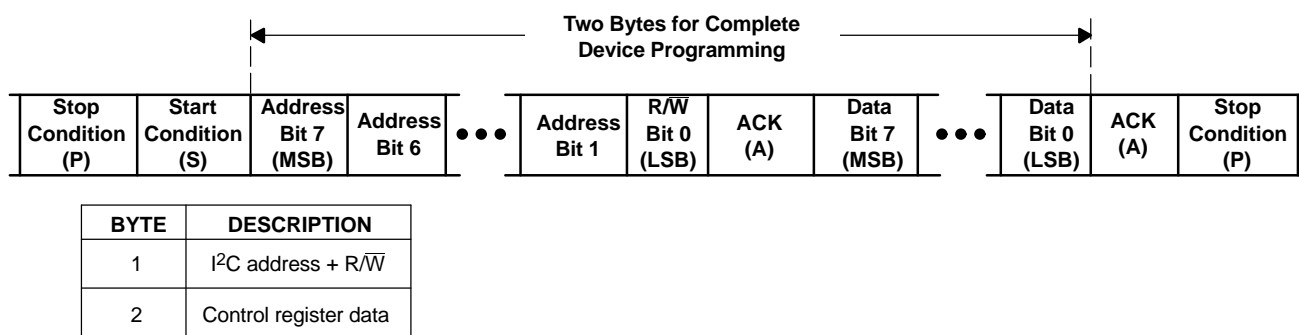 Two Bytes for Complete
Device Programming
Stop
Condition
(P)
Start
Condition
(S)
Address
Bit 7
(MSB)
Address
Bit 6
•••
Address
Bit 1
R/W̅
Bit 0
(LSB)
ACK
(A)
Data
Bit 7
(MSB)
•••
Data
Bit 0
(LSB)
ACK
(A)
Stop
Condition
(P)
BYTE DESCRIPTION
1 I²C address + R/W̅
2 Control register data